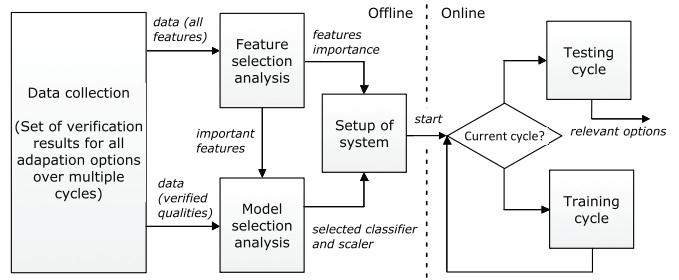 Offline
Online
data (all
features)
Feature
selection
analysis
features
importance
Testing
cycle
Data collection
(Set of verification
results for all
adapation options
over multiple
cycles)
important
features
Setup of
system
start
Current cycle?
relevant options
data
(verified
qualities)
Model
selection
analysis
selected classifier
and scaler
Training
cycle